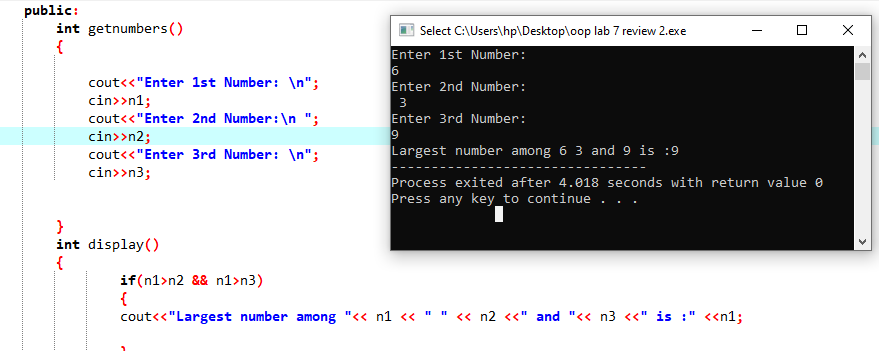 public:
int getnumbers()
{
cout<<"Enter 1st Number: \n";
cin>>n1;
cout<<"Enter 2nd Number:\n ";
cin>>n2;
cout<<"Enter 3rd Number: \n";
cin>>n3;
}
int display()
{
if(n1>n2 && n1>n3)
{
cout<<"Largest number among "<< n1 << " " << n2 <<" and "<< n3 <<" is :" <<n1;
}
Select C:\Users\hp\Desktop\oop lab 7 review 2.exe
Enter 1st Number:
6
Enter 2nd Number:
3
Enter 3rd Number:
9
Largest number among 6 3 and 9 is :9
--------------------------------
Process exited after 4.018 seconds with return value 0
Press any key to continue . . .